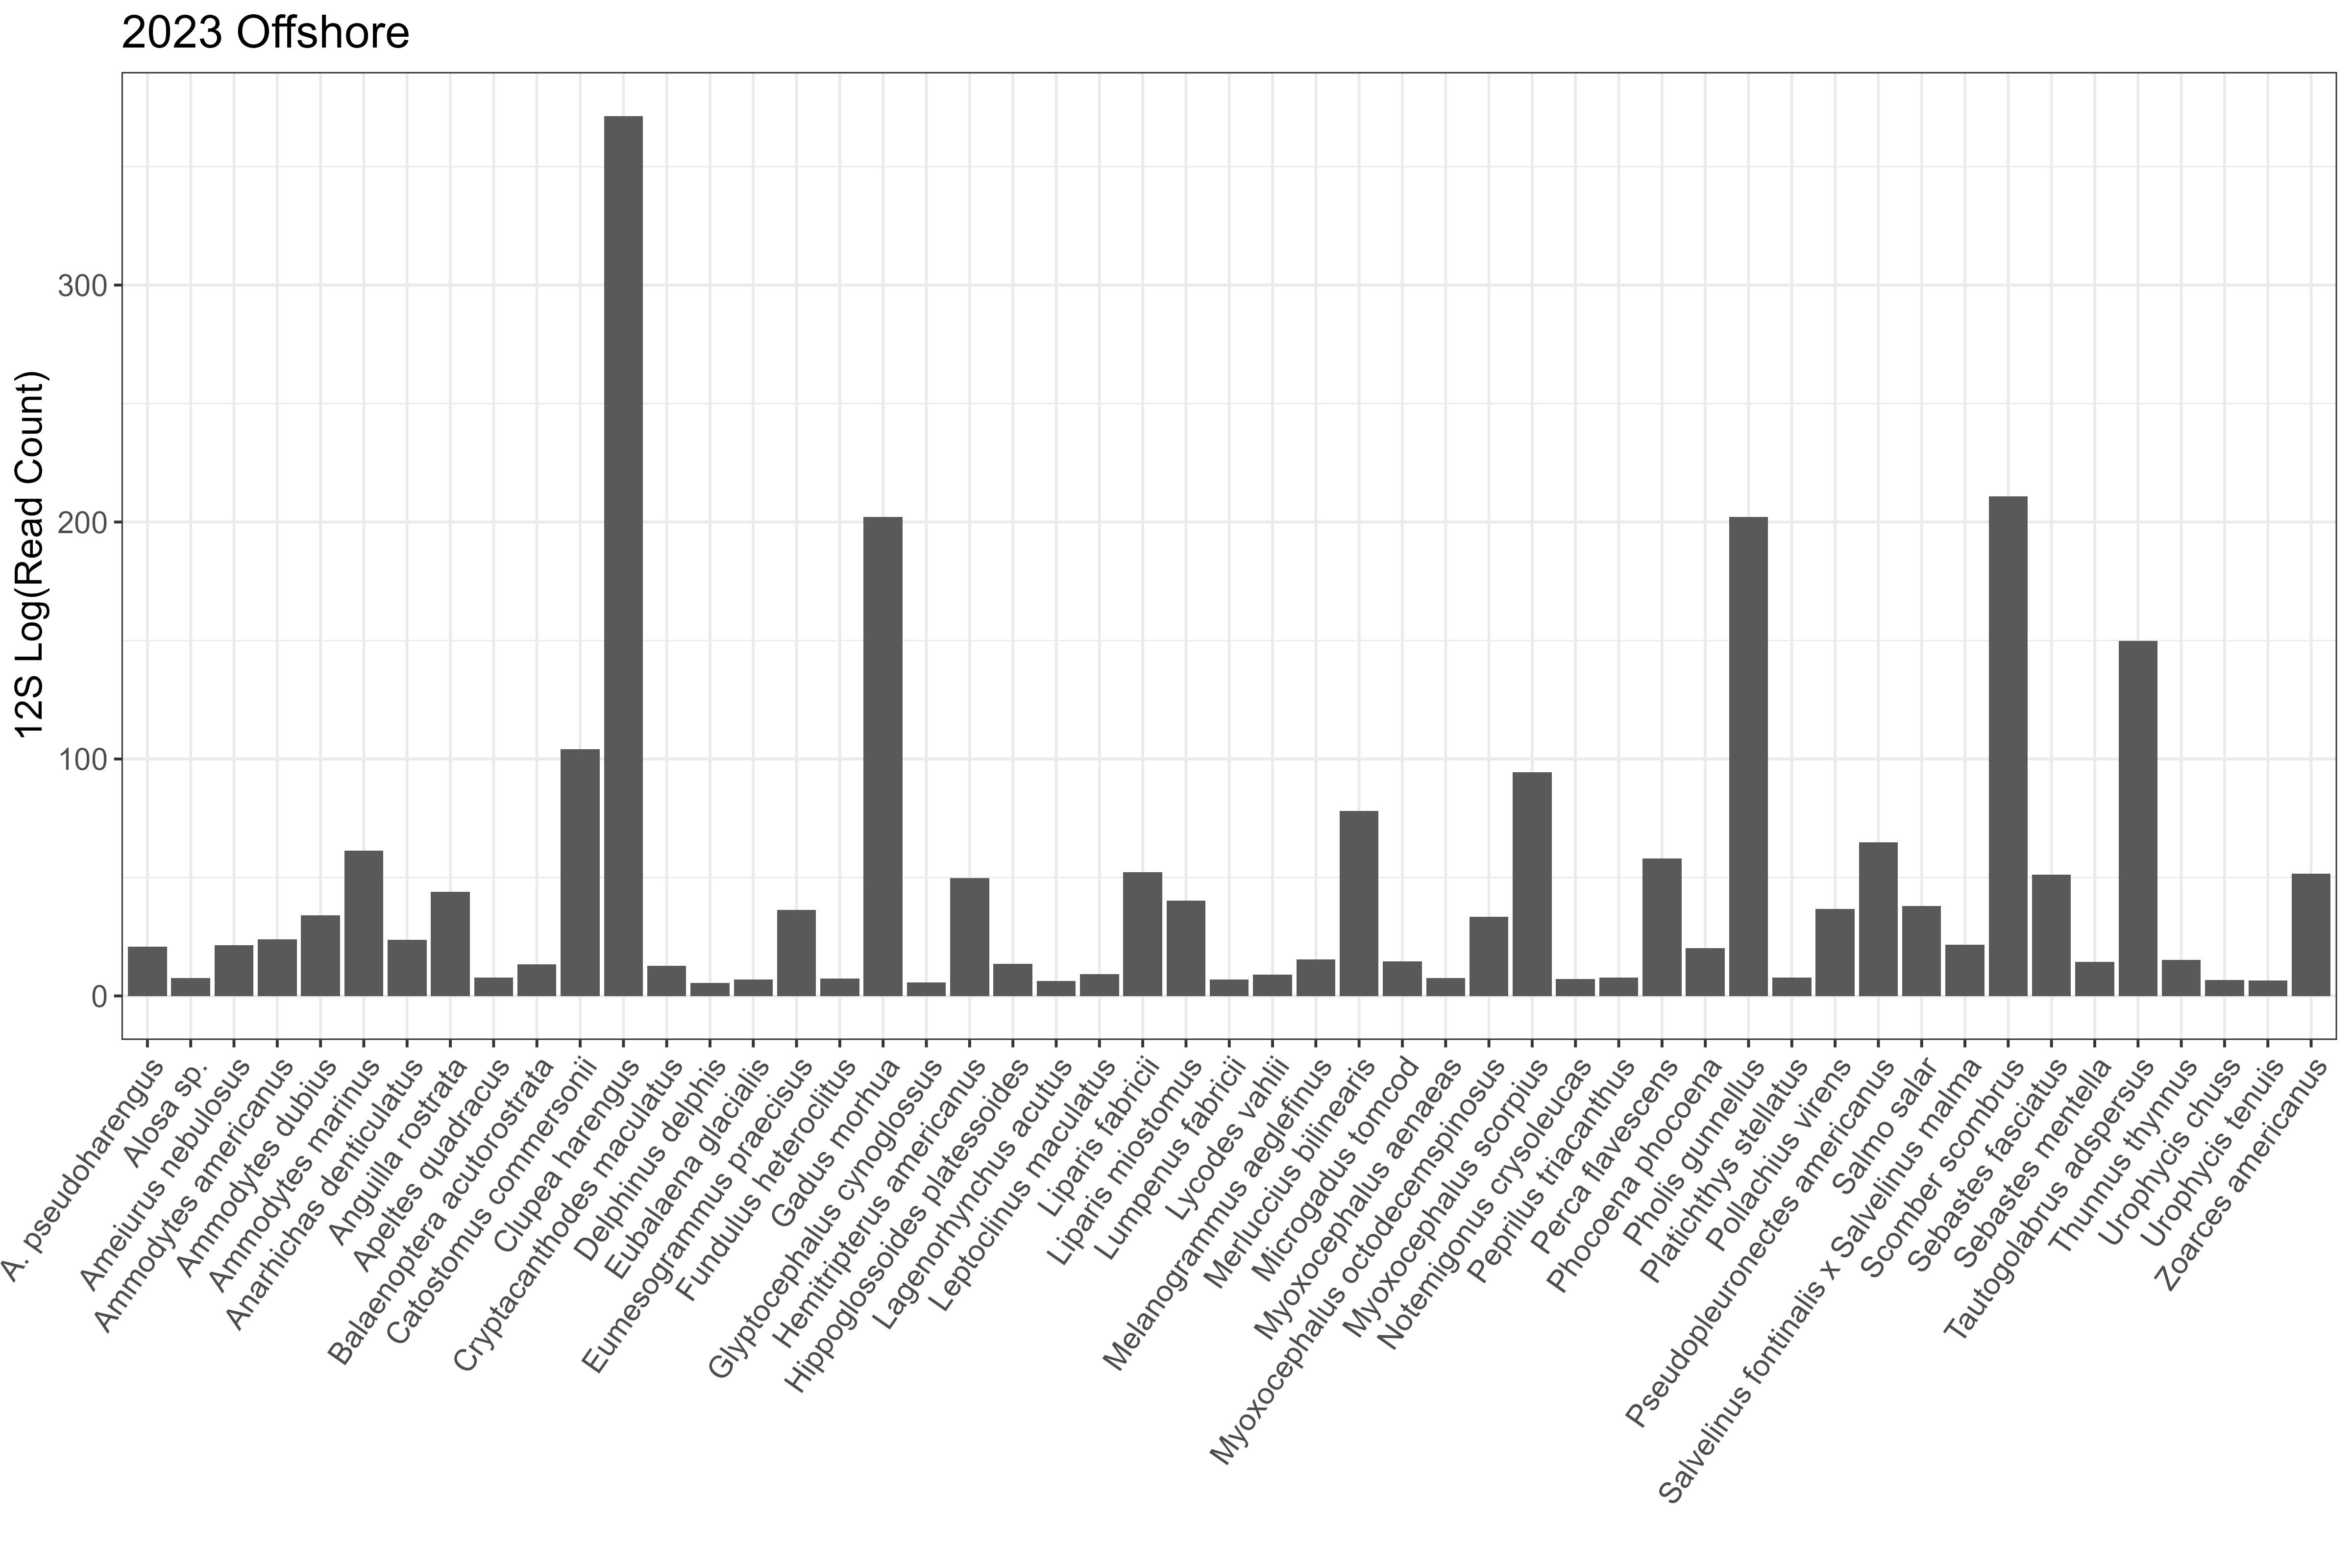 2023 Offshore
12S Log(Read Count)
300
200
100
0
A. pseudoharengus
Alosa sp.
Ameiurus nebulosus
Ammodytes americanus
Ammodytes dubius
Ammodytes marinus
Anarhichas denticulatus
Anguilla rostrata
Apeltes quadracus
Balaenoptera acutorostrata
Catostomus commersonii
Clupea harengus
Cryptacanthodes maculatus
Delphinus delphis
Eubalaena glacialis
Eumesogrammus praecisus
Fundulus heteroclitus
Gadus morhua
Glyptocephalus cynoglossus
Hemitripterus americanus
Hippoglossoides platessoides
Lagenorhynchus acutus
Leptoclinus maculatus
Liparis fabricii
Liparis miostomus
Lumpenus fabricii
Lycodes vahlii
Melanogrammus aeglefinus
Merluccius bilinearis
Microgadus tomcod
Myoxocephalus aenaeas
Myoxocephalus octodecemspinosus
Myoxocephalus scorpius
Notemigonus crysoleucas
Peprilus triacanthus
Perca flavescens
Phocoena phocoena
Pholis gunnellus
Platichthys stellatus
Pollachius virens
Pseudopleuronectes americanus
Salmo salar
Salvelinus fontinalis x Salvelinus malma
Scomber scombrus
Sebastes fasciatus
Sebastes mentella
Tautogolabrus adspersus
Thunnus thynnus
Urophycis chuss
Urophycis tenuis
Zoarces americanus